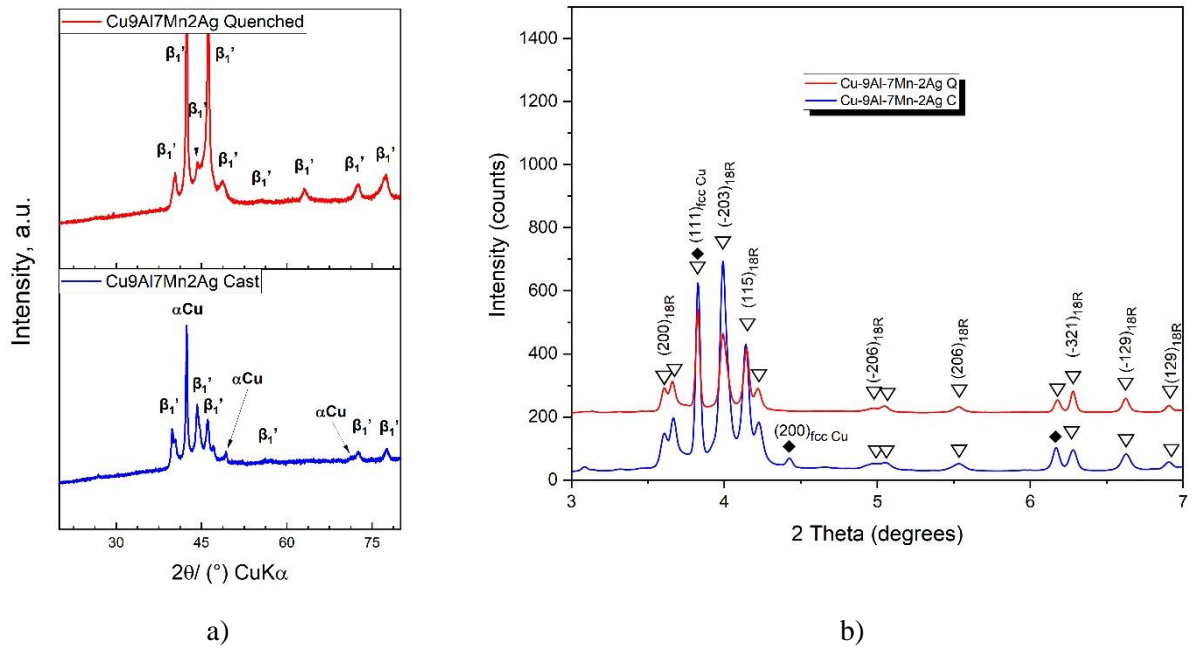 Cu9Al7Mn2Ag Quenched
β₁’
β₁’
β₁’
β₁’
β₁’
β₁’
β₁’
β₁’
β₁’
Cu9Al7Mn2Ag Cast
αCu
β₁’
β₁’
β₁’
αCu
β₁’
αCu
β₁’
β₁’
Intensity, a.u.
30 45 60 75
2θ/ (°) CuKα
a)
1400
1200
1000
800
600
400
200
0
Intensity (counts)
Cu-9Al-7Mn-2Ag Q
Cu-9Al-7Mn-2Ag C
(200)18R
(111)fcc Cu
(-203)18R
(115)18R
(200)fcc Cu
(-206)18R
(206)18R
(-321)18R
(-129)18R
(129)18R
3 4 5 6 7
2 Theta (degrees)
b)